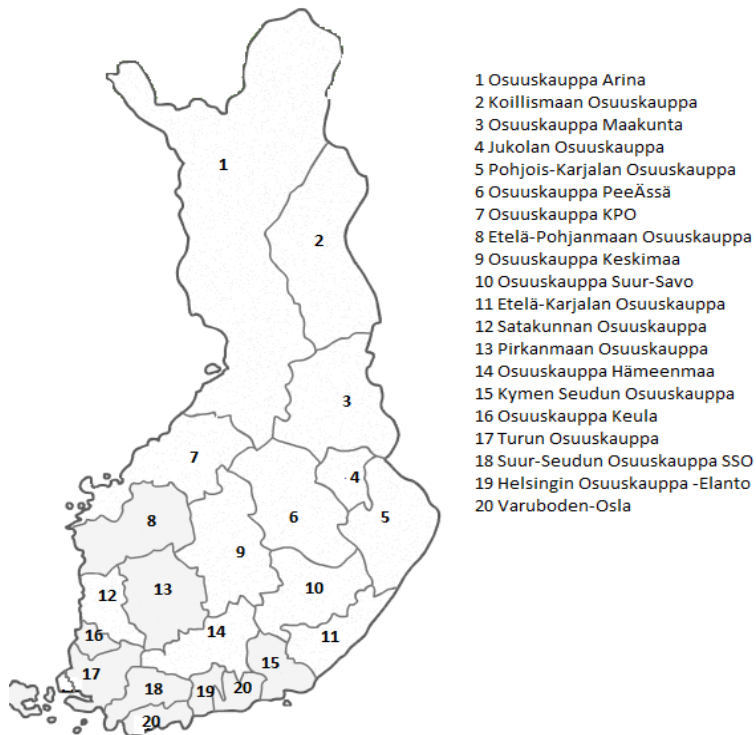 1 Osuuskauppa Arina
2 Koillismaan Osuuskauppa
3 Osuuskauppa Maakunta
4 Jukolan Osuuskauppa
5 Pohjois-Karjalan Osuuskauppa
6 Osuuskauppa PeeÄssä
7 Osuuskauppa KPO
8 Etelä-Pohjanmaan Osuuskauppa
9 Osuuskauppa Keskimaa
10 Osuuskauppa Suur-Savo
11 Etelä-Karjalan Osuuskauppa
12 Satakunnan Osuuskauppa
13 Pirkanmaan Osuuskauppa
14 Osuuskauppa Hämeenmaa
15 Kymen Seudun Osuuskauppa
16 Osuuskauppa Keula
17 Turun Osuuskauppa
18 Suur-Seudun Osuuskauppa SSO
19 Helsingin Osuuskauppa -Elanto
20 Varuboden-Osla
1
2
3
7
4
8
6
5
9
13
10
12
14
11
16
15
17
18
19
20
20